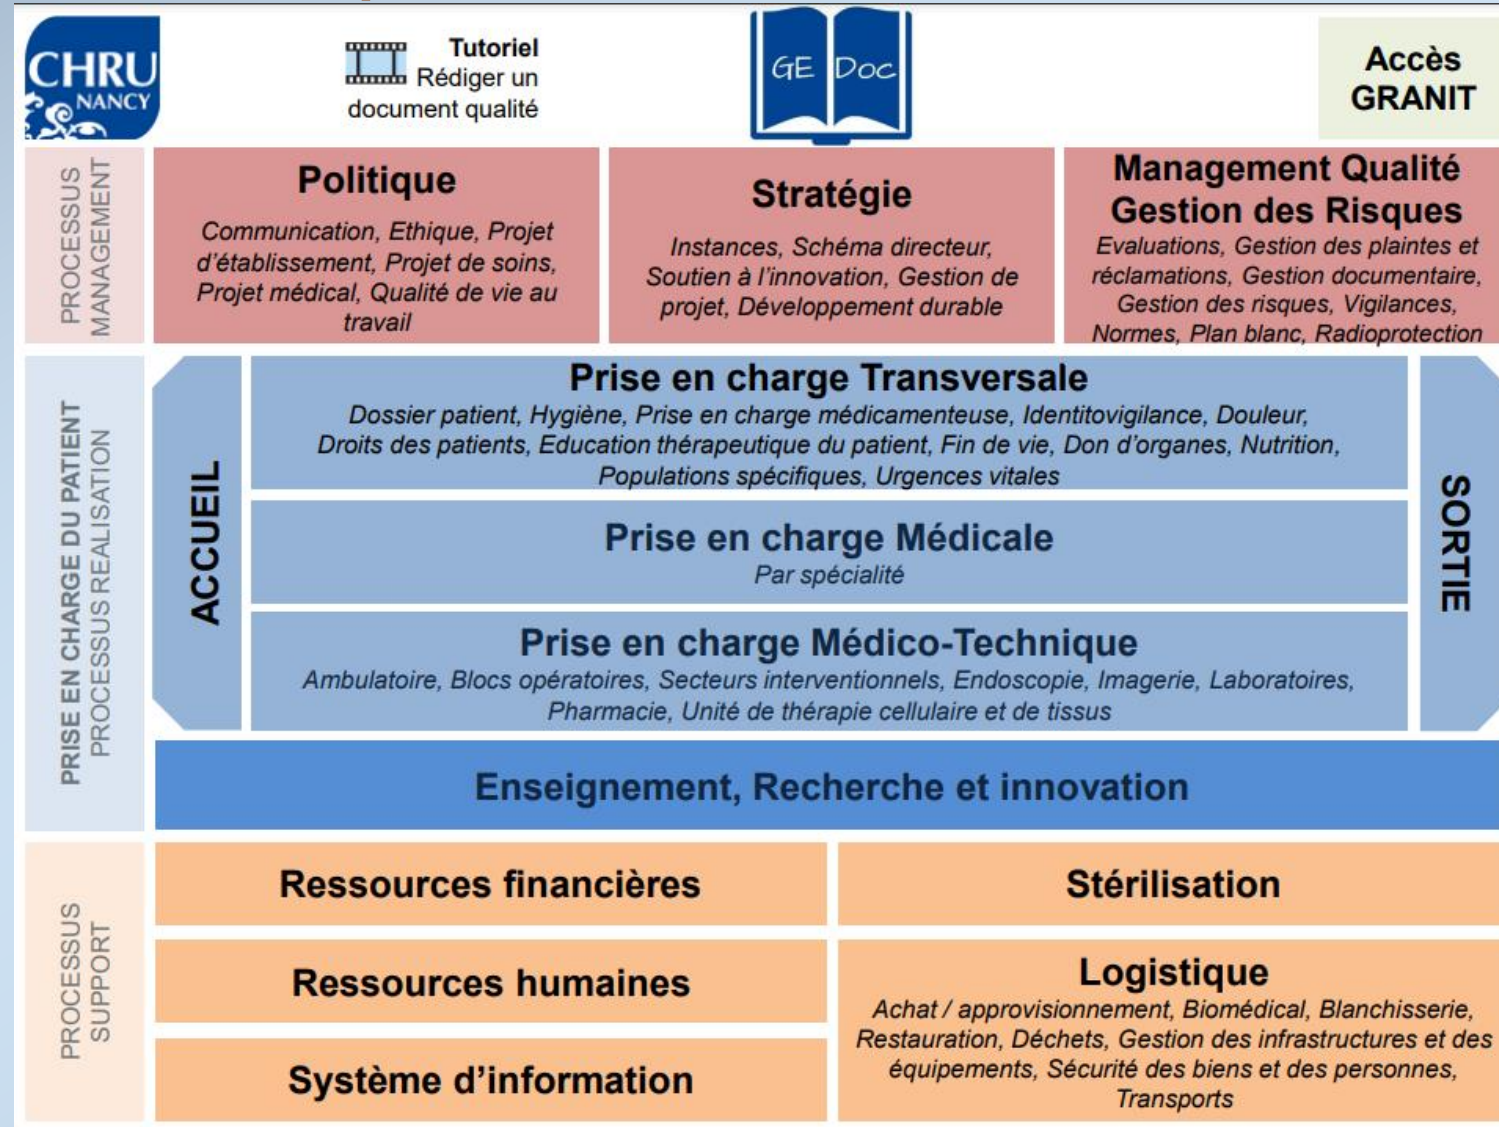 CHRU
NANCY
Tutoriel
Rédiger un
document qualité
GE Doc
Accès
GRANIT
PROCESSUS
MANAGEMENT
Politique
Communication, Ethique, Projet
d'établissement, Projet de soins,
Projet médical, Qualité de vie au
travail
Stratégie
Instances, Schéma directeur,
Soutien à l'innovation, Gestion de
projet, Développement durable
Management Qualité
Gestion des Risques
Evaluations, Gestion des plaintes et
réclamations, Gestion documentaire,
Gestion des risques, Vigilances,
Normes, Plan blanc, Radioprotection
PRISE EN CHARGE DU PATIENT
PROCESSUS REALISATION
ACCUEIL
Prise en charge Transversale
Dossier patient, Hygiène, Prise en charge médicamenteuse, Identitovigilance, Douleur,
Droits des patients, Education thérapeutique du patient, Fin de vie, Don d'organes, Nutrition,
Populations spécifiques, Urgences vitales
Prise en charge Médicale
Par spécialité
Prise en charge Médico-Technique
Ambulatoire, Blocs opératoires, Secteurs interventionnels, Endoscopie, Imagerie, Laboratoires,
Pharmacie, Unité de thérapie cellulaire et de tissus
SORTIE
Enseignement, Recherche et innovation
PROCESSUS
SUPPORT
Ressources financières
Ressources humaines
Système d'information
Stérilisation
Logistique
Achat / approvisionnement, Biomédical, Blanchisserie,
Restauration, Déchets, Gestion des infrastructures et des
équipements, Sécurité des biens et des personnes,
Transports